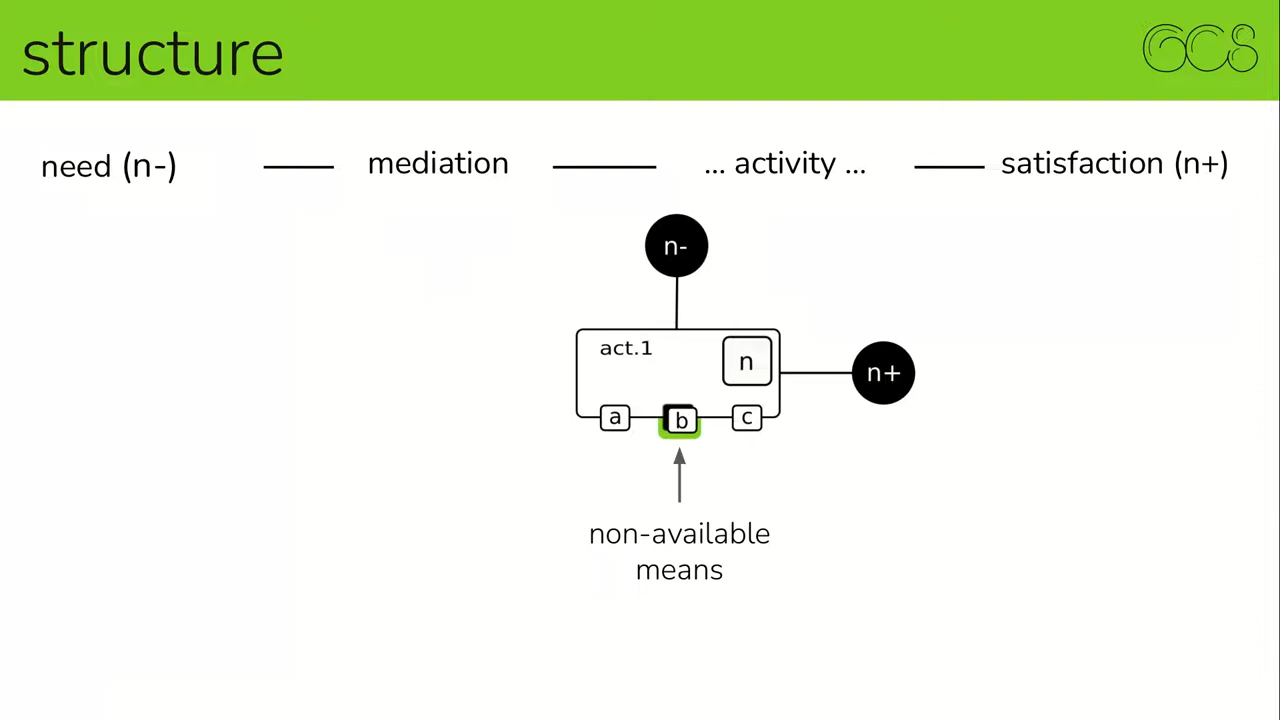 structure
GCS
need (n-) mediation ... activity ... satisfaction (n+)
n-
act.1
n
n+
a
b
c
non-available
means